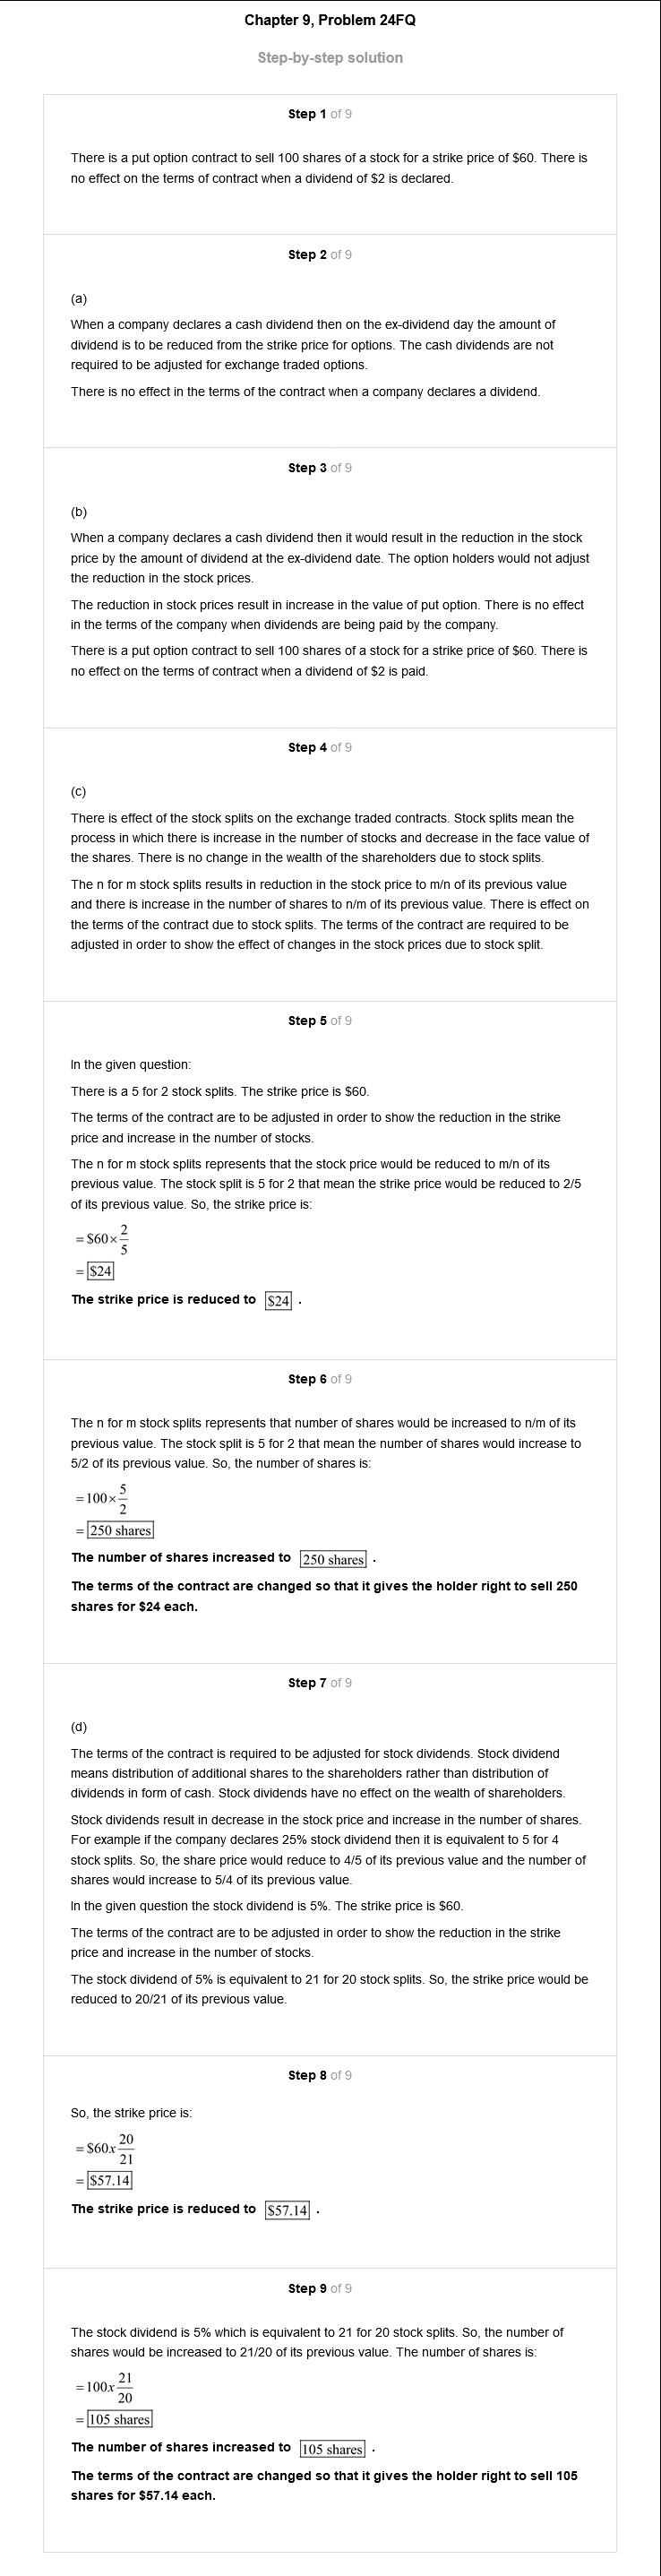 Chapter 9, Problem 24FQ
Step-by-step solution
Step 1 of 9
There is a put option contract to sell 100 shares of a stock for a strike price of $60. There is
no effect on the terms of contract when a dividend of $2 is declared.
Step 2 of 9
(a)
When a company declares a cash dividend then on the ex-dividend day the amount of
dividend is to be reduced from the strike price for options. The cash dividends are not
required to be adjusted for exchange traded options.
There is no effect in the terms of the contract when a company declares a dividend.
Step 3 of 9
(b)
When a company declares a cash dividend then it would result in the reduction in the stock
price by the amount of dividend at the ex-dividend date. The option holders would not adjust
the reduction in the stock prices.
The reduction in stock prices result in increase in the value of put option. There is no effect
in the terms of the company when dividends are being paid by the company.
There is a put option contract to sell 100 shares of a stock for a strike price of $60. There is
no effect on the terms of contract when a dividend of $2 is paid.
Step 4 of 9
(c)
There is effect of the stock splits on the exchange traded contracts. Stock splits mean the
process in which there is increase in the number of stocks and decrease in the face value of
the shares. There is no change in the wealth of the shareholders due to stock splits.
The n for m stock splits results in reduction in the stock price to m/n of its previous value
and there is increase in the number of shares to n/m of its previous value. There is effect on
the terms of the contract due to stock splits. The terms of the contract are required to be
adjusted in order to show the effect of changes in the stock prices due to stock split.
Step 5 of 9
In the given question:
There is a 5 for 2 stock splits. The strike price is $60.
The terms of the contract are to be adjusted in order to show the reduction in the strike
price and increase in the number of stocks.
The n for m stock splits represents that the stock price would be reduced to m/n of its
previous value. The stock split is 5 for 2 that mean the strike price would be reduced to 2/5
of its previous value. So, the strike price is:
= $60×2/5
= $24
The strike price is reduced to $24 .
Step 6 of 9
The n for m stock splits represents that number of shares would be increased to n/m of its
previous value. The stock split is 5 for 2 that mean the number of shares would increase to
5/2 of its previous value. So, the number of shares is:
=100×5/2
= 250 shares
The number of shares increased to 250 shares .
The terms of the contract are changed so that it gives the holder right to sell 250
shares for $24 each.
Step 7 of 9
(d)
The terms of the contract is required to be adjusted for stock dividends. Stock dividend
means distribution of additional shares to the shareholders rather than distribution of
dividends in form of cash. Stock dividends have no effect on the wealth of shareholders.
Stock dividends result in decrease in the stock price and increase in the number of shares.
For example if the company declares 25% stock dividend then it is equivalent to 5 for 4
stock splits. So, the share price would reduce to 4/5 of its previous value and the number of
shares would increase to 5/4 of its previous value.
In the given question the stock dividend is 5%. The strike price is $60.
The terms of the contract are to be adjusted in order to show the reduction in the strike
price and increase in the number of stocks.
The stock dividend of 5% is equivalent to 21 for 20 stock splits. So, the strike price would be
reduced to 20/21 of its previous value.
Step 8 of 9
So, the strike price is:
= $60x20/21
= $57.14
The strike price is reduced to $57.14 .
Step 9 of 9
The stock dividend is 5% which is equivalent to 21 for 20 stock splits. So, the number of
shares would be increased to 21/20 of its previous value. The number of shares is:
=100x21/20
= 105 shares
The number of shares increased to 105 shares .
The terms of the contract are changed so that it gives the holder right to sell 105
shares for $57.14 each.